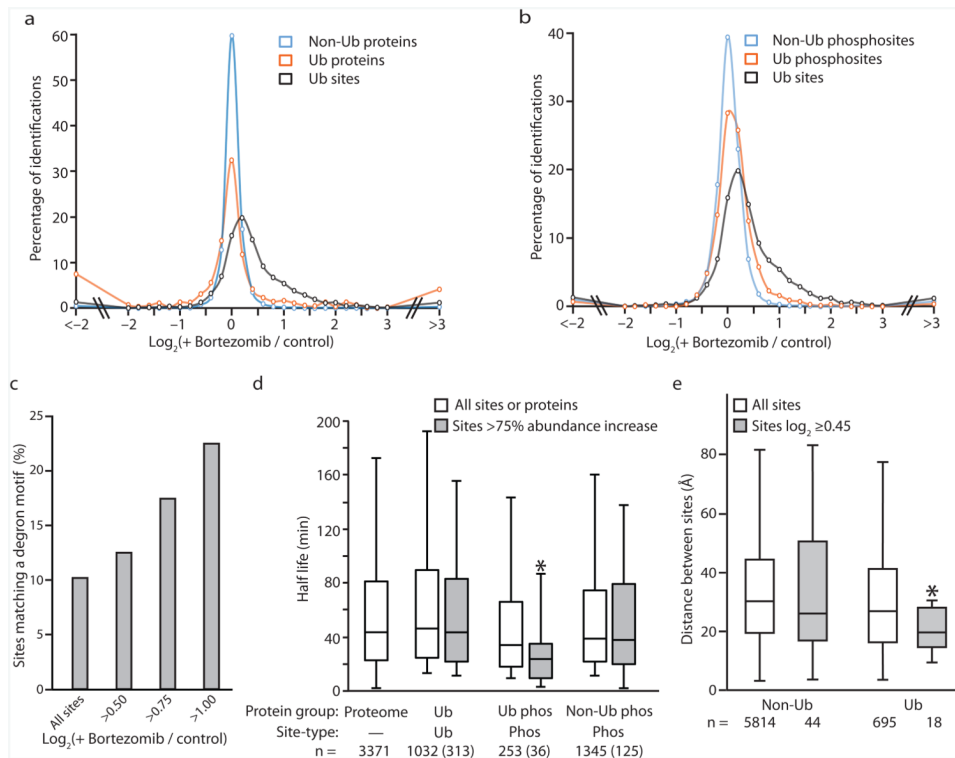 a
Percentage of identifications
60
50
40
30
20
10
0
Non-Ub proteins
Ub proteins
Ub sites
<–2 –2 –1 0 1 2 3 >3
Log2(+ Bortezomib / control)
b
Percentage of identifications
40
30
20
10
0
Non-Ub phosphosites
Ub phosphosites
Ub sites
<–2 –2 –1 0 1 2 3 >3
Log2(+ Bortezomib / control)
c
Sites matching a degron motif (%)
25
20
15
10
5
0
All sites >0.50 >0.75 >1.00
Log2(+ Bortezomib / control)
d
All sites or proteins
Sites >75% abundance increase
Half life (min)
200
160
120
80
40
0
*
Protein group: Proteome Ub Ub phos Non-Ub phos
Site-type: — Ub Phos Phos
n = 3371 1032 (313) 253 (36) 1345 (125)
e
All sites
Sites log2 ≥0.45
Distance between sites (Å)
80
60
40
20
0
*
Non-Ub Ub
n = 5814 44 695 18